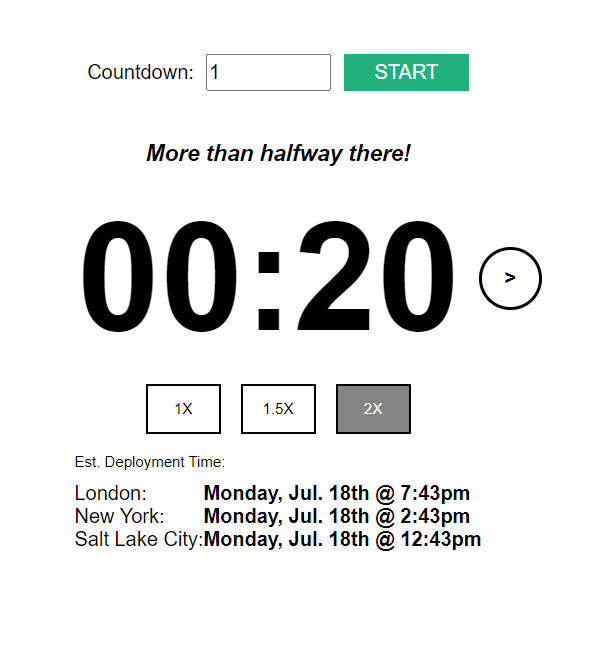 Countdown: 1 START
More than halfway there!
00:20 >
1X 1.5X 2X
Est. Deployment Time:
London: Monday, Jul. 18th @ 7:43pm
New York: Monday, Jul. 18th @ 2:43pm
Salt Lake City: Monday, Jul. 18th @ 12:43pm